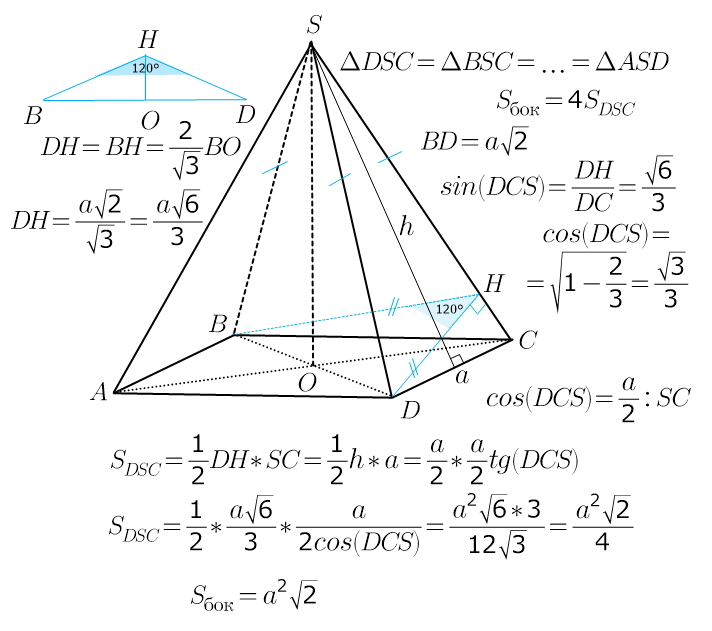 S
H
120°
B
O
D
DH = BH = 2/√3 BO
DH = a√2/√3 = a√6/3
ΔDSC = ΔBSC = ... = ΔASD
Sбок = 4S_DSC
BD = a√2
sin(DCS) = DH/DC = √6/3
cos(DCS) =
= √(1 − 2/3) = √3/3
h
H
120°
B
C
O
a
A
D
cos(DCS) = a/2 : SC
S_DSC = 1/2 DH * SC = 1/2 h * a = a/2 * a/2 tg(DCS)
S_DSC = 1/2 * a√6/3 * a/2cos(DCS) = a²√6 * 3/12√3 = a²√2/4
Sбок = a²√2